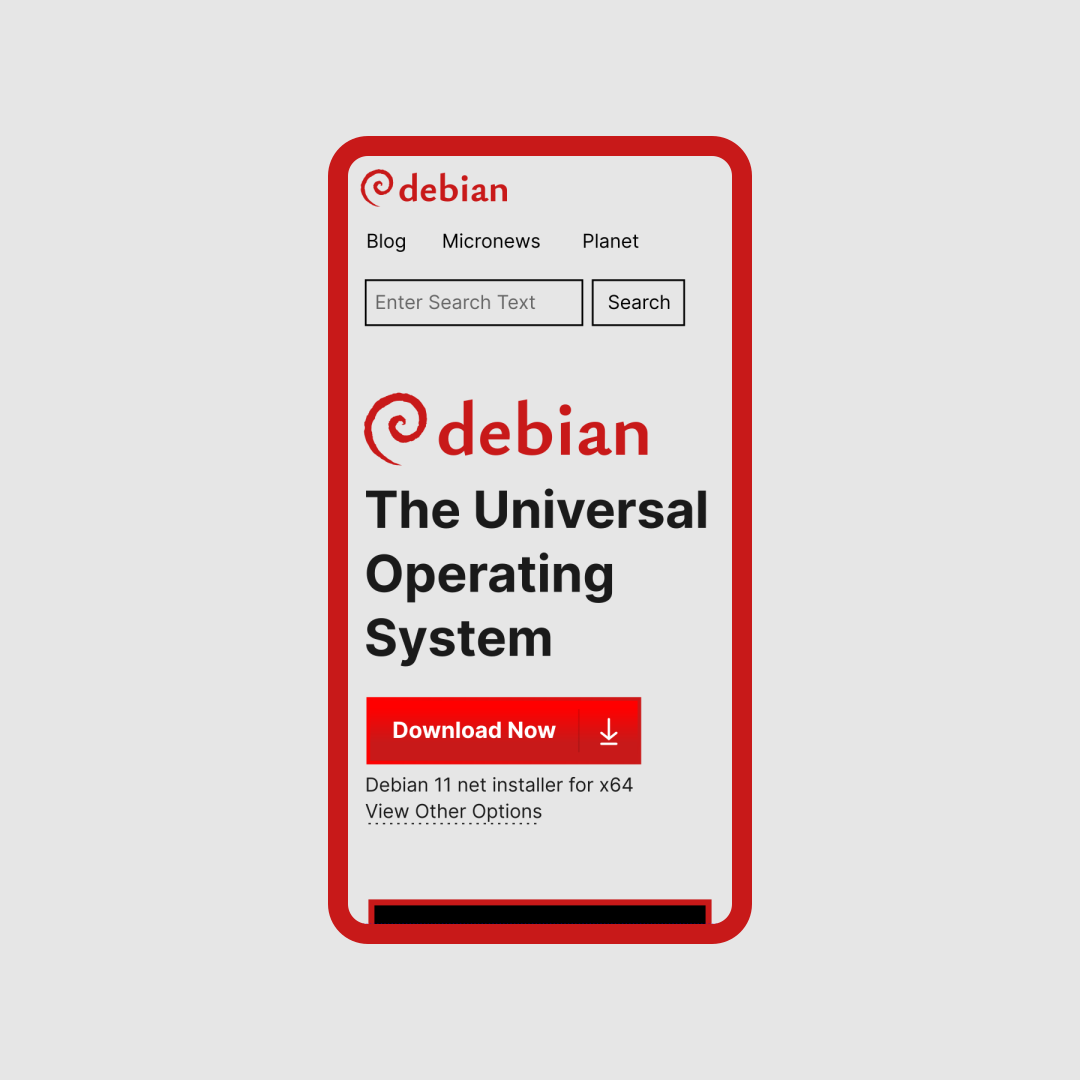 debian
Blog Micronews Planet
Enter Search Text Search
debian
The Universal
Operating
System
Download Now
Debian 11 net installer for x64
View Other Options